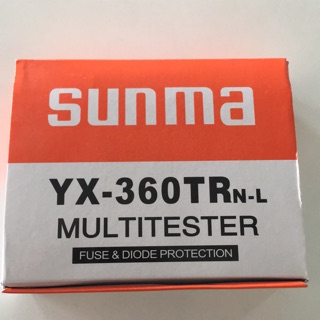 sunma
YX-360TRN-L
MULTITESTER
FUSE & DIODE PROTECTION